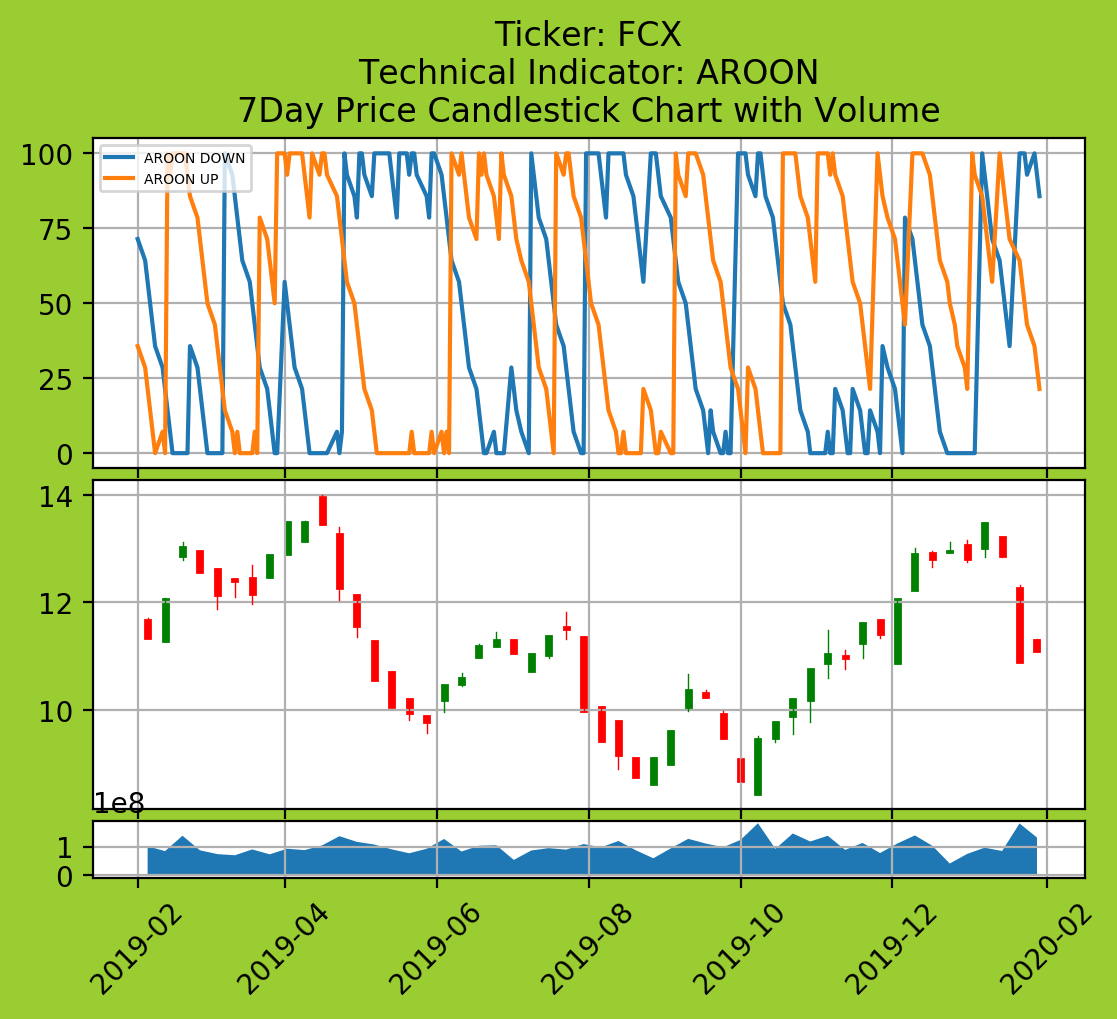 Ticker: FCX
Technical Indicator: AROON
7Day Price Candlestick Chart with Volume
100
75
50
25
0
AROON DOWN
AROON UP
14
12
10
1e8
1
0
2019-02
2019-04
2019-06
2019-08
2019-10
2019-12
2020-02